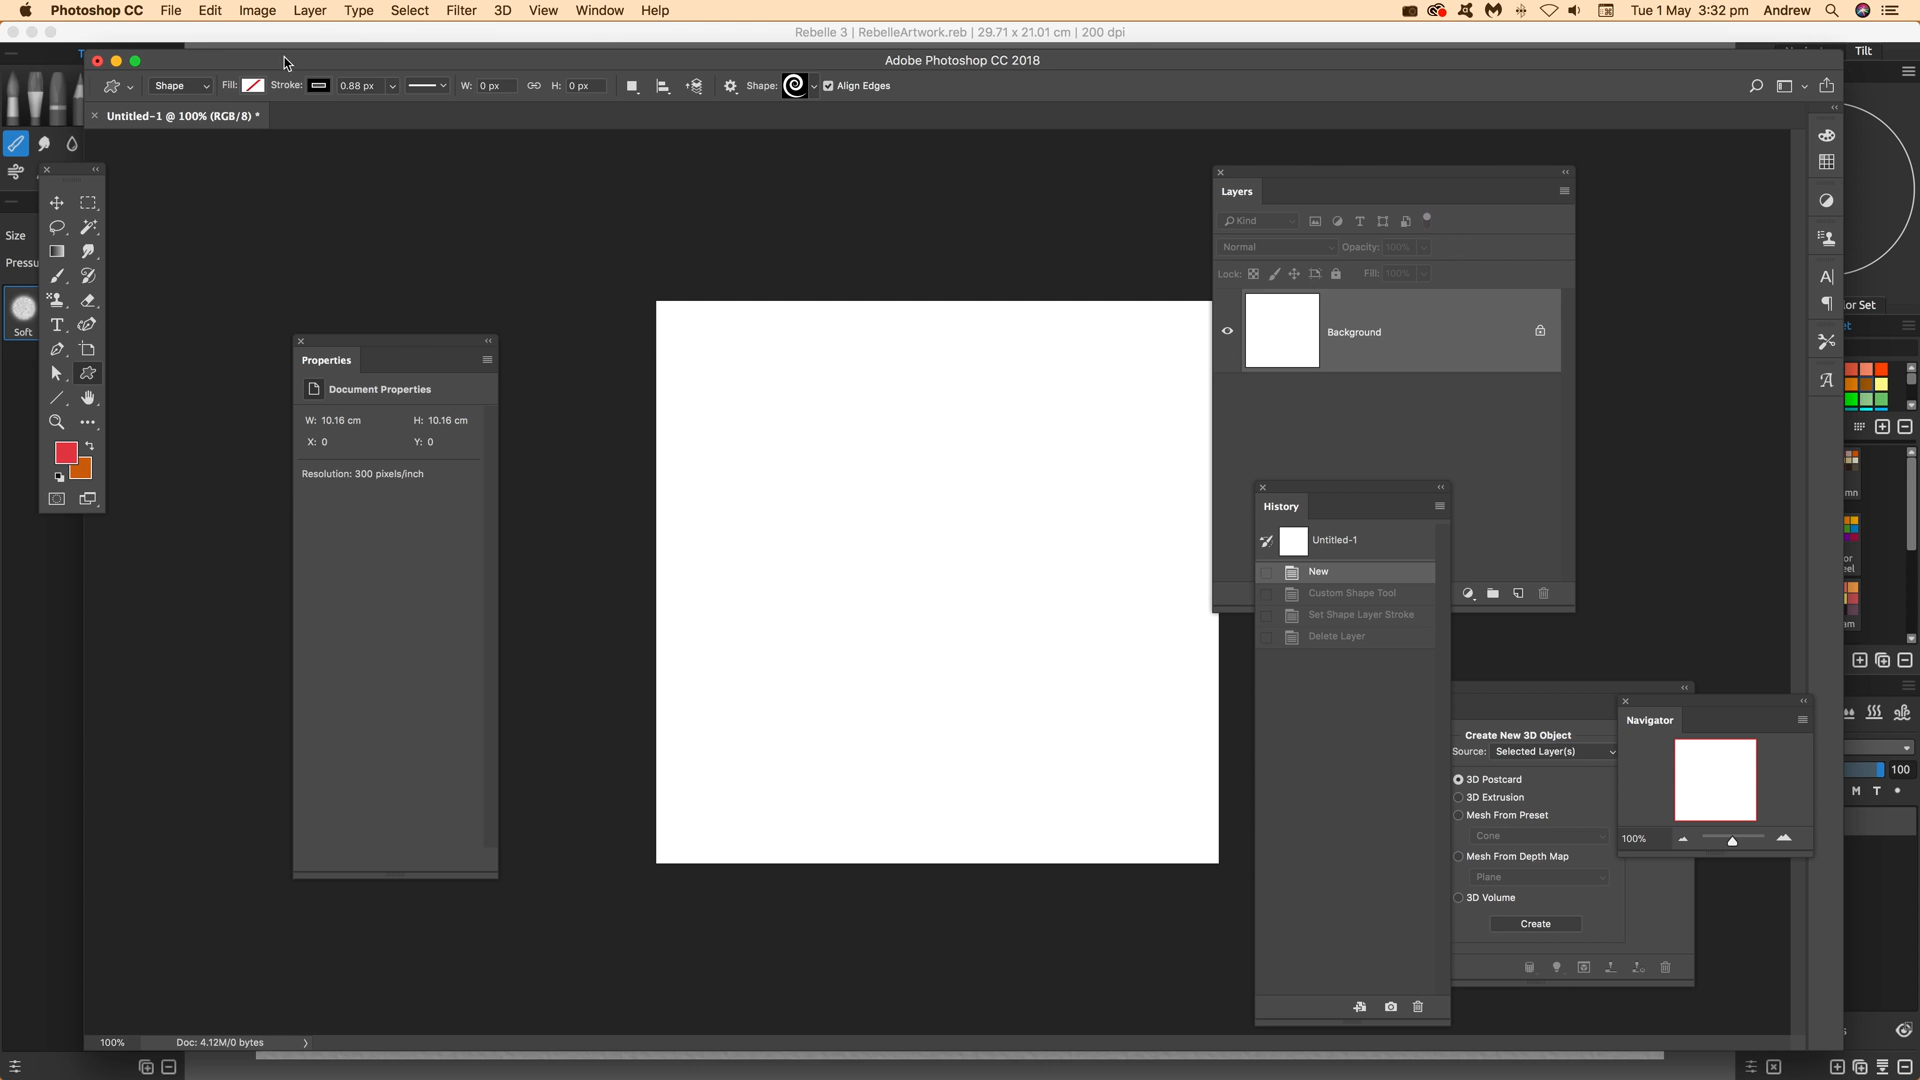 Photoshop CC File Edit Image Layer Type Select Filter 3D View Window Help Tue 1 May 3:32 pm Andrew
Rebelle 3 | RebelleArtwork.reb | 29.71 x 21.01 cm | 200 dpi
Tilt
Adobe Photoshop CC 2018
Shape Fill: Stroke: 0.88 px W: 0 px H: 0 px Shape: Align Edges
Untitled-1 @ 100% (RGB/8) *
Layers
Kind
Normal Opacity: 100%
Lock: Fill: 100%
Background
Size
Pressu
Soft
or Set
et
Properties
Document Properties
W: 10.16 cm H: 10.16 cm
X: 0 Y: 0
Resolution: 300 pixels/inch
History
Untitled-1
New
Custom Shape Tool
Set Shape Layer Stroke
Delete Layer
mn
or
eel
am
Create New 3D Object
Source: Selected Layer(s)
3D Postcard
3D Extrusion
Mesh From Preset
Cone
Mesh From Depth Map
Plane
3D Volume
Create
Navigator
100%
100
M T
100% Doc: 4.12M/0 bytes